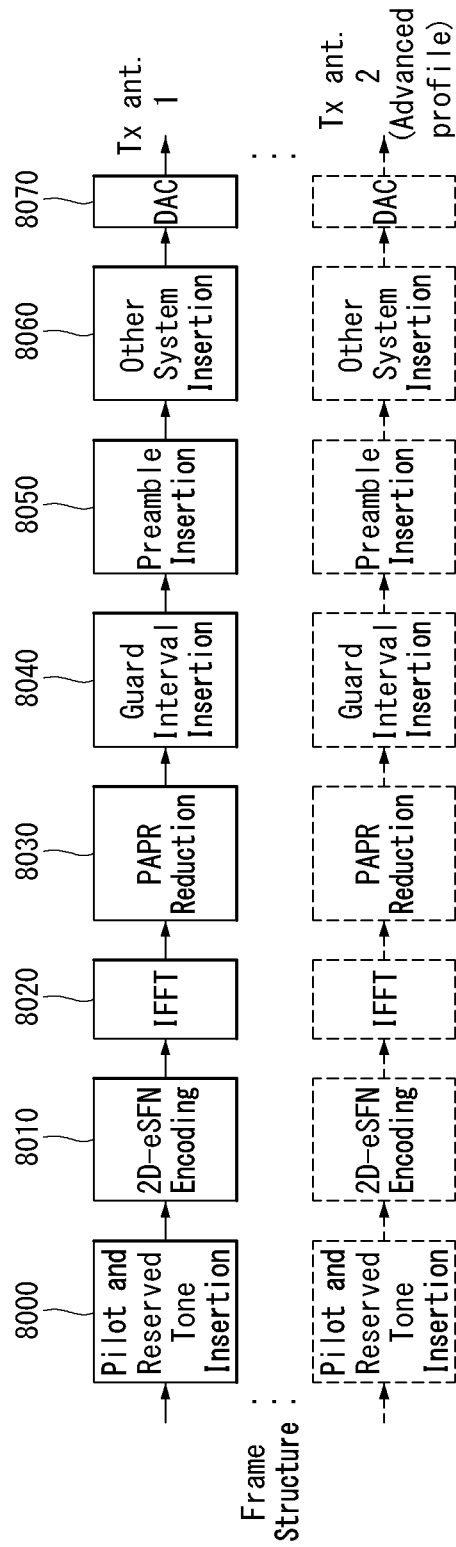 8000
8010
8020
8030
8040
8050
8060
8070
Frame
Structure
Pilot and
Reserved
Tone
Insertion
2D-eSFN
Encoding
IFFT
PAPR
Reduction
Guard
Interval
Insertion
Preamble
Insertion
Other
System
Insertion
DAC
Tx ant.
1
. . .
. . .
Pilot and
Reserved
Tone
Insertion
2D-eSFN
Encoding
IFFT
PAPR
Reduction
Guard
Interval
Insertion
Preamble
Insertion
Other
System
Insertion
DAC
Tx ant.
2
(Advanced
profile)